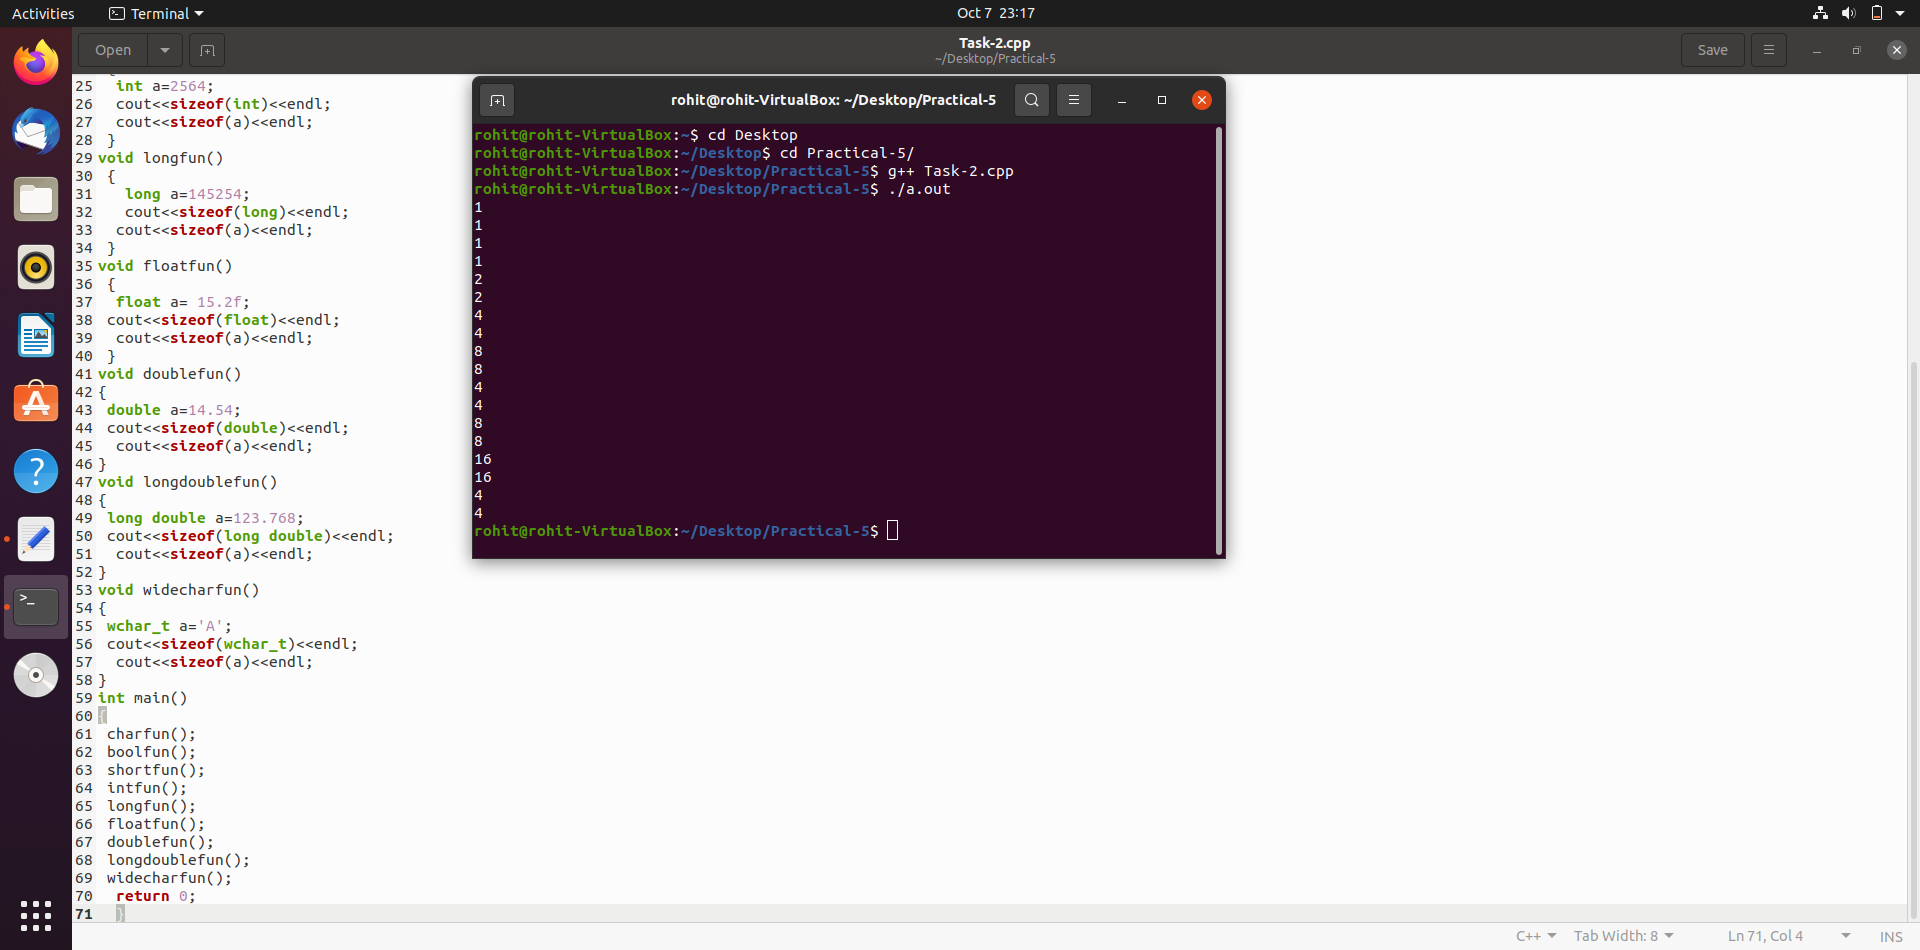 Activities
Terminal
Oct 7 23:17
Open
Task-2.cpp
~/Desktop/Practical-5
Save
25 int a=2564;
26 cout<<sizeof(int)<<endl;
27 cout<<sizeof(a)<<endl;
28 }
29 void longfun()
30 {
31 long a=145254;
32 cout<<sizeof(long)<<endl;
33 cout<<sizeof(a)<<endl;
34 }
35 void floatfun()
36 {
37 float a= 15.2f;
38 cout<<sizeof(float)<<endl;
39 cout<<sizeof(a)<<endl;
40 }
41 void doublefun()
42 {
43 double a=14.54;
44 cout<<sizeof(double)<<endl;
45 cout<<sizeof(a)<<endl;
46 }
47 void longdoublefun()
48 {
49 long double a=123.768;
50 cout<<sizeof(long double)<<endl;
51 cout<<sizeof(a)<<endl;
52 }
53 void widecharfun()
54 {
55 wchar_t a='A';
56 cout<<sizeof(wchar_t)<<endl;
57 cout<<sizeof(a)<<endl;
58 }
59 int main()
60 {
61 charfun();
62 boolfun();
63 shortfun();
64 intfun();
65 longfun();
66 floatfun();
67 doublefun();
68 longdoublefun();
69 widecharfun();
70 return 0;
71 }
rohit@rohit-VirtualBox: ~/Desktop/Practical-5
rohit@rohit-VirtualBox:~$ cd Desktop
rohit@rohit-VirtualBox:~/Desktop$ cd Practical-5/
rohit@rohit-VirtualBox:~/Desktop/Practical-5$ g++ Task-2.cpp
rohit@rohit-VirtualBox:~/Desktop/Practical-5$ ./a.out
1
1
1
1
2
2
4
4
8
8
4
4
8
8
16
16
4
4
rohit@rohit-VirtualBox:~/Desktop/Practical-5$
C++
Tab Width: 8
Ln 71, Col 4
INS